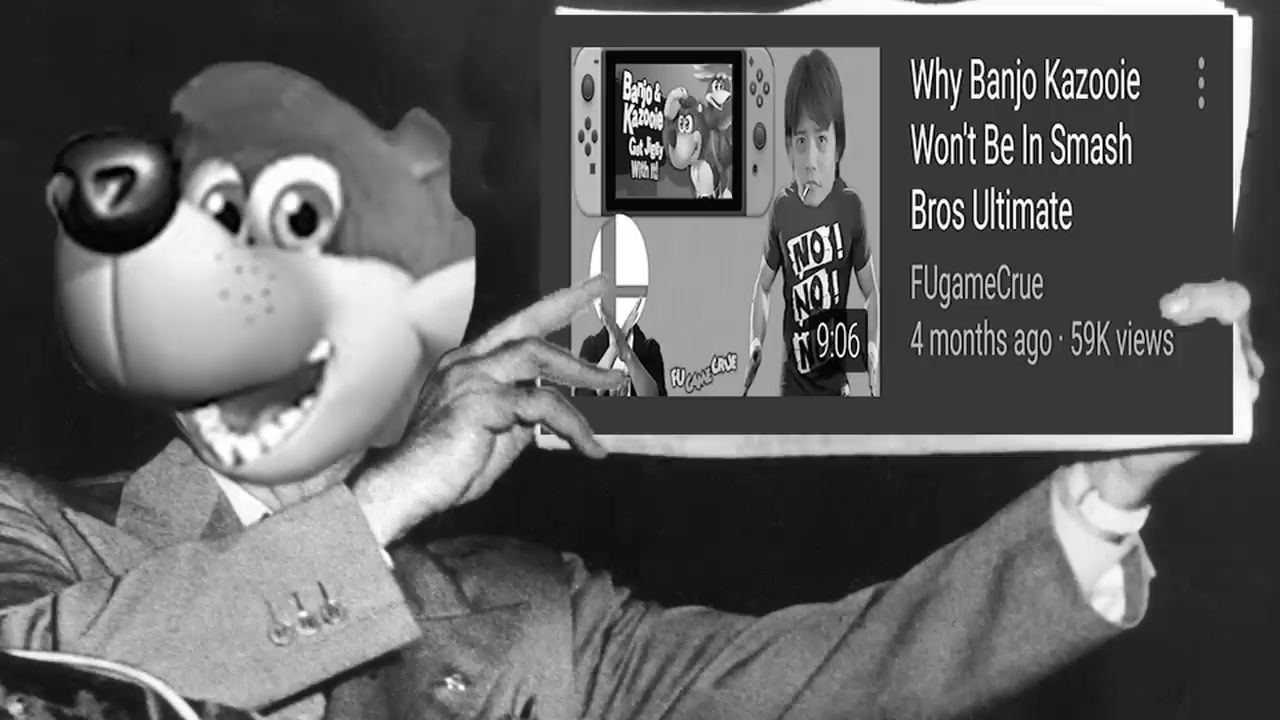 Banjo &
Kazooie
Get Jiggy
With It!
NO!
NO!
N
9:06
FU GAME CRUE
Why Banjo Kazooie
Won't Be In Smash
Bros Ultimate
FUgameCrue
4 months ago · 59K views